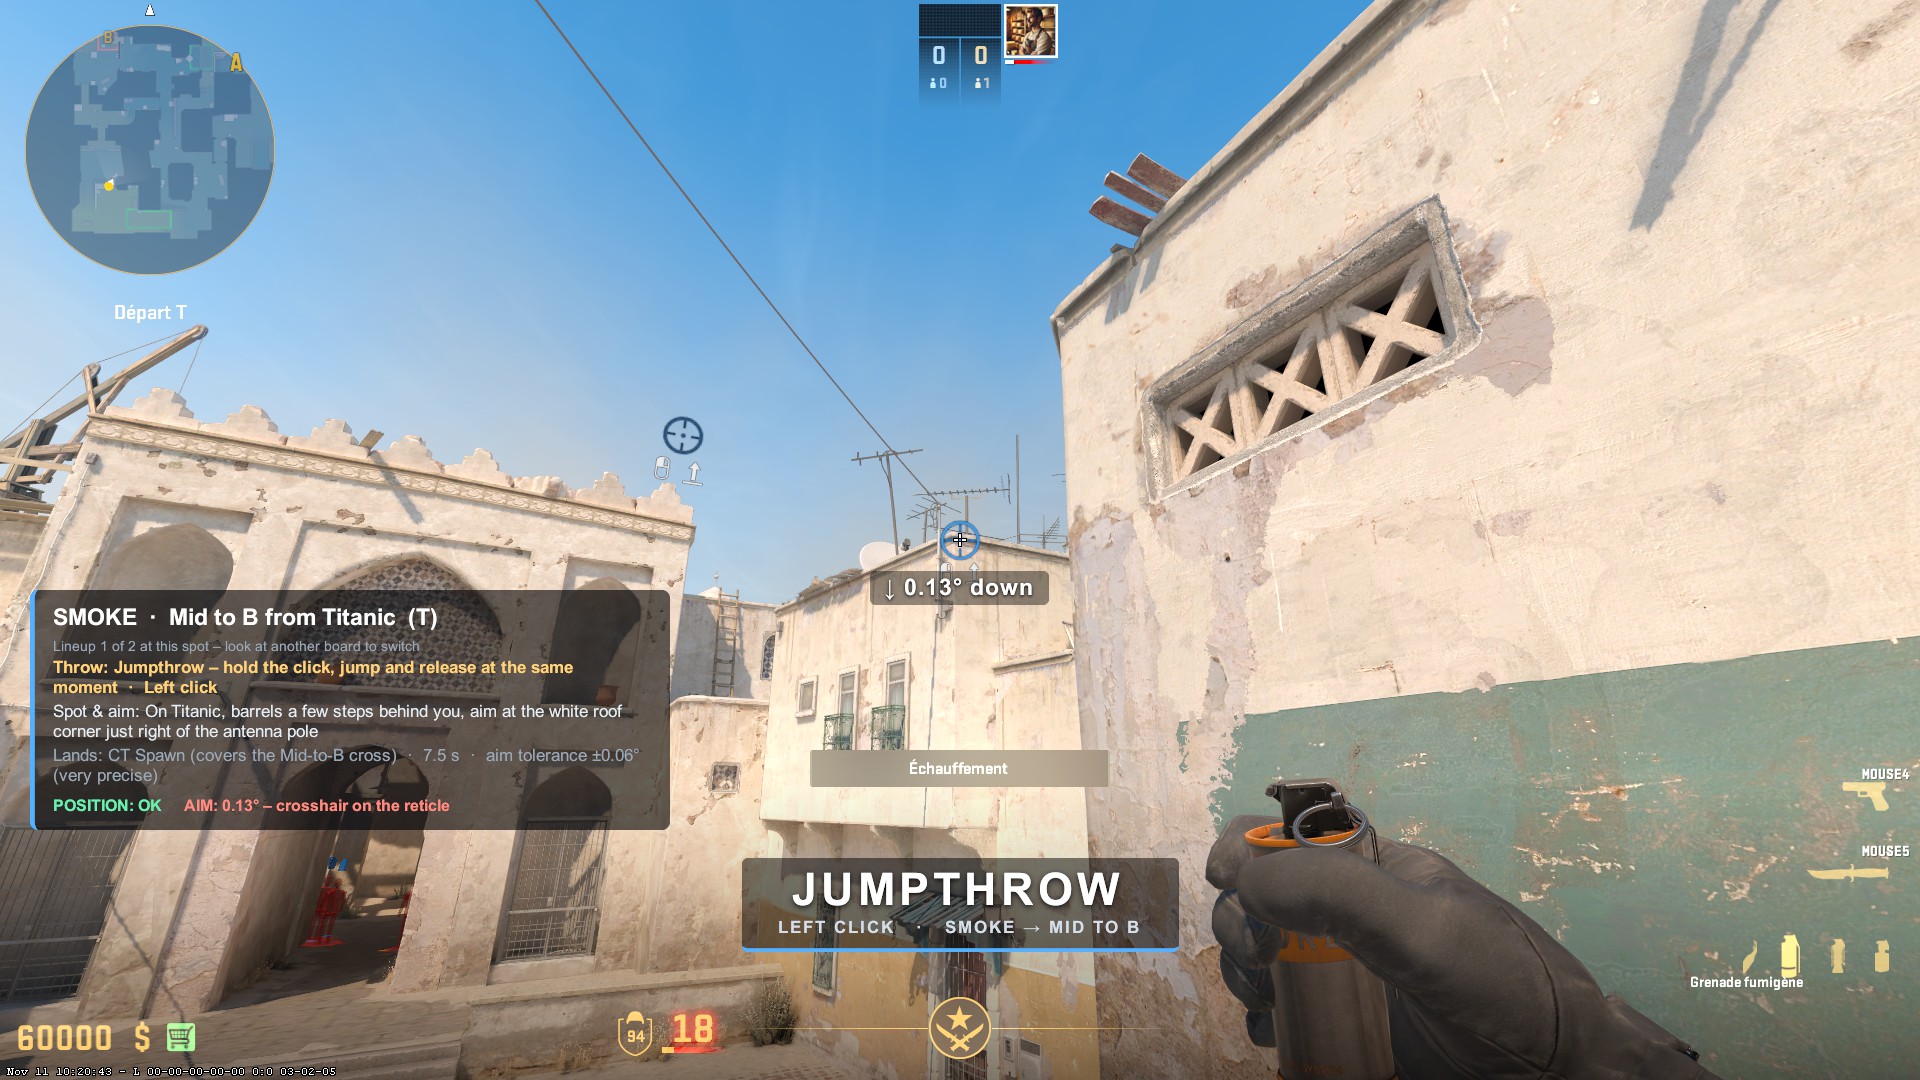 B
A
0 0
0 1
Départ T
↓ 0.13° down
SMOKE · Mid to B from Titanic (T)
Lineup 1 of 2 at this spot – look at another board to switch
Throw: Jumpthrow – hold the click, jump and release at the same
moment · Left click
Spot & aim: On Titanic, barrels a few steps behind you, aim at the white roof
corner just right of the antenna pole
Lands: CT Spawn (covers the Mid-to-B cross) · 7.5 s · aim tolerance ±0.06°
(very precise)
POSITION: OK AIM: 0.13° – crosshair on the reticle
Échauffement
MOUSE4
MOUSE5
JUMPTHROW
LEFT CLICK · SMOKE → MID TO B
Grenade fumigène
60000 $
94 18
Nov 11 10:20:43 - L 00-00-00-00-00 0:0 03-02-05